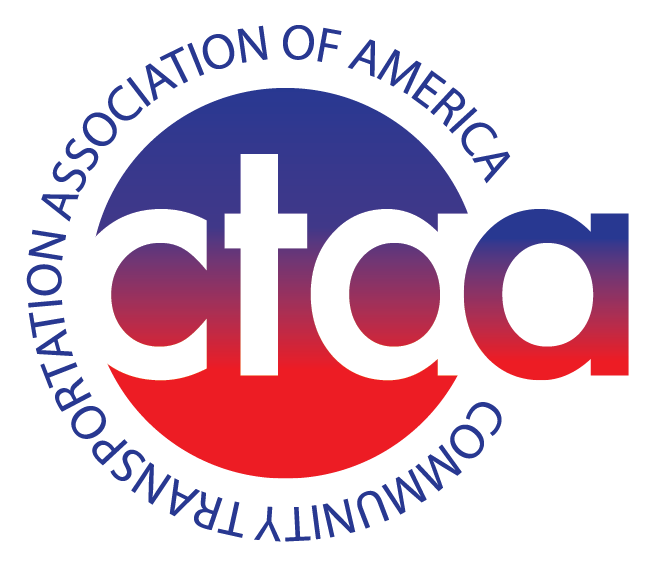 COMMUNITY TRANSPORTATION ASSOCIATION OF AMERICA
ctaa